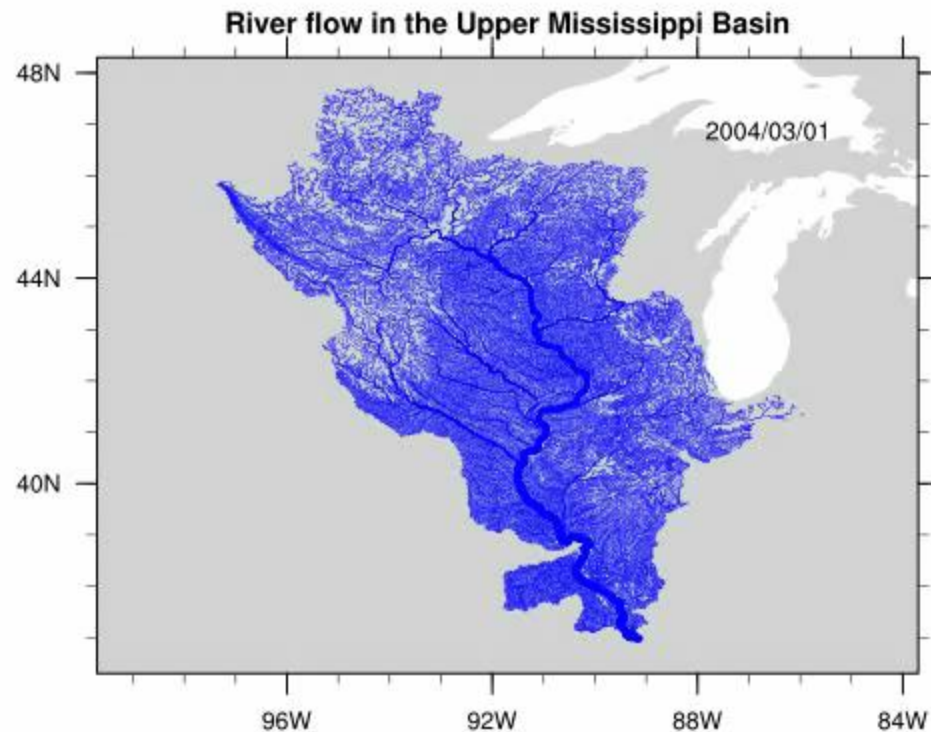 River flow in the Upper Mississippi Basin
48N
2004/03/01
44N
40N
96W 92W 88W 84W